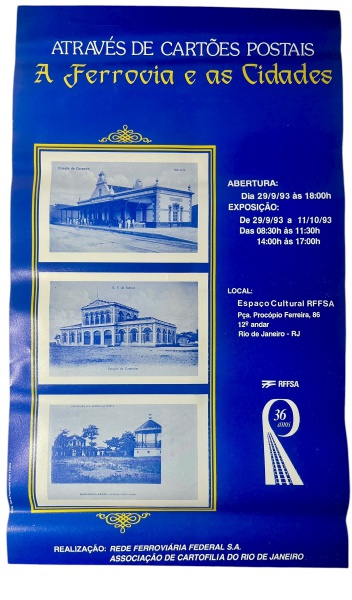 ATRAVÉS DE CARTÕES POSTAIS
A Ferrovia e as Cidades
ABERTURA:
Dia 29/9/93 às 18:00h
EXPOSIÇÃO:
De 29/9/93 a 11/10/93
Das 08:30h às 11:30h
14:00h às 17:00h
LOCAL:
Espaço Cultural RFFSA
Pça. Procópio Ferreira, 86
12º andar
Rio de Janeiro - RJ
RFFSA
36
anos
REALIZAÇÃO: REDE FERROVIÁRIA FEDERAL S.A.
ASSOCIAÇÃO DE CARTOFILIA DO RIO DE JANEIRO